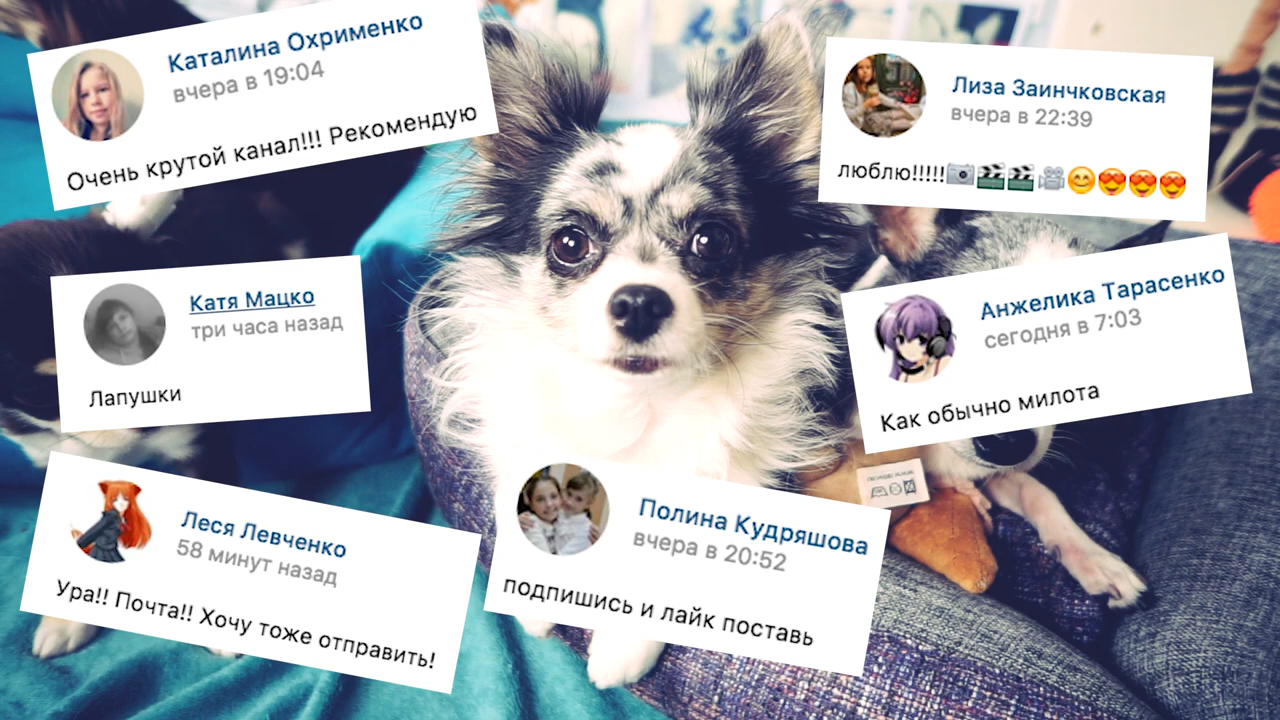 Каталина Охрименко
вчера в 19:04
Очень крутой канал!!! Рекомендую
Лиза Заинчковская
вчера в 22:39
люблю!!!!!📷🎬🎬🎥😊😍😍😍
Катя Мацко
три часа назад
Лапушки
Анжелика Тарасенко
сегодня в 7:03
Как обычно милота
Леся Левченко
58 минут назад
Ура!! Почта!! Хочу тоже отправить!
Полина Кудряшова
вчера в 20:52
подпишись и лайк поставь